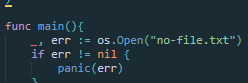 }
func main(){
    _, err := os.Open("no-file.txt")
    if err != nil {
        panic(err)
    }